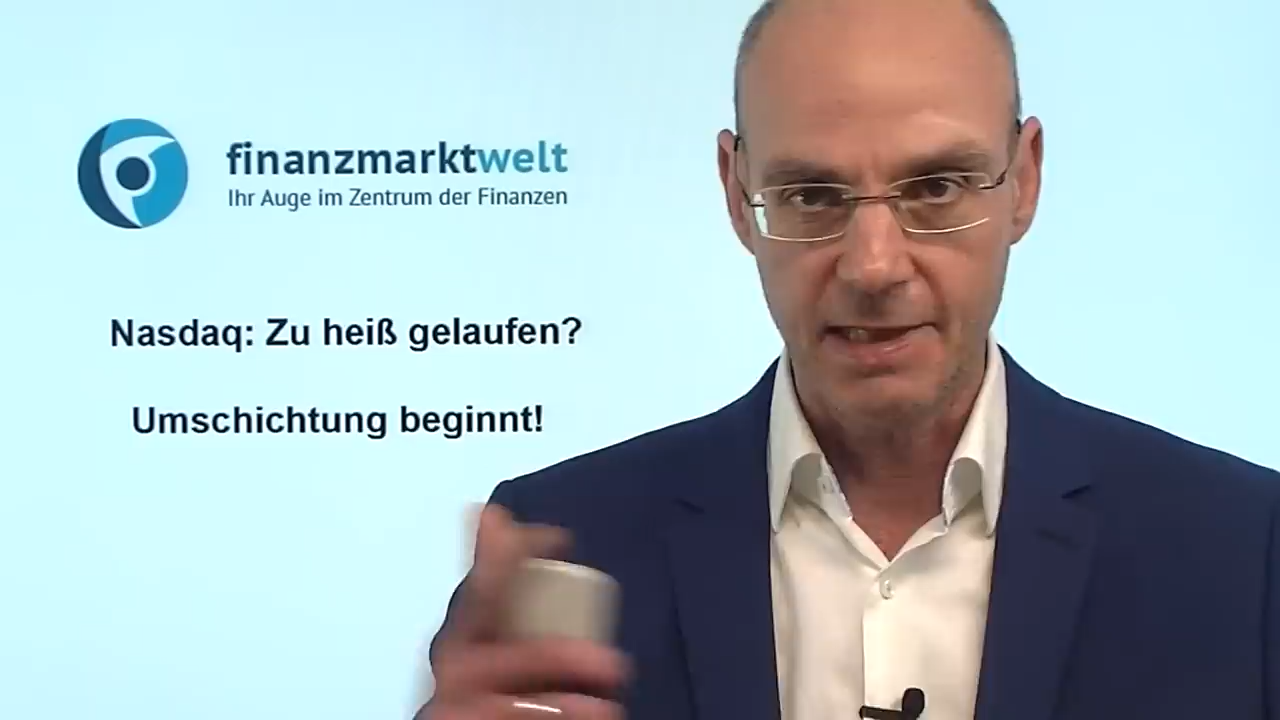 finanzmarktwelt
Ihr Auge im Zentrum der Finanzen
Nasdaq: Zu heiß gelaufen?
Umschichtung beginnt!